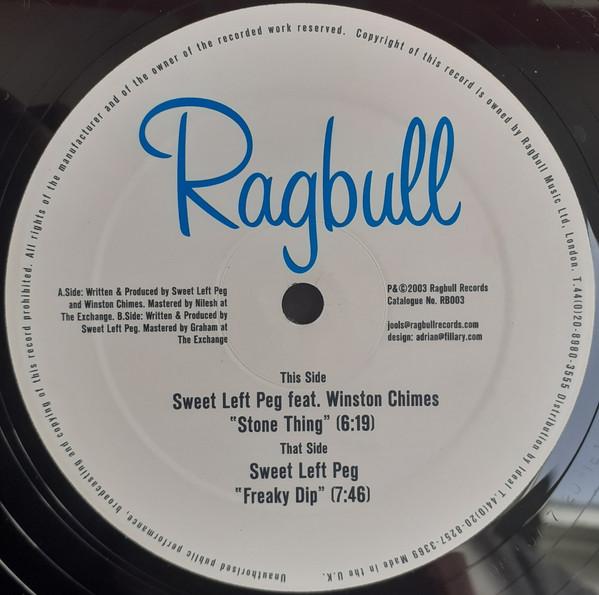 Ragbull
A.Side: Written & Produced by Sweet Left Peg
and Winston Chimes. Mastered by Nilesh at
The Exchange. B.Side: Written & Produced by
Sweet Left Peg. Mastered by Graham at
The Exchange
P&©2003 Ragbull Records
Catalogue No. RB003
jools@ragbullrecords.com
design: adrian@filiary.com
This Side
Sweet Left Peg feat. Winston Chimes
"Stone Thing" (6:19)
That Side
Sweet Left Peg
"Freaky Dip" (7:46)
Unauthorised public performance, broadcasting and copying of this record prohibited. All rights of the manufacturer and of the owner of the recorded work reserved. Copyright of this record is owned by Ragbull Music Ltd, London. T.44(0)20-8980-3555 Distribution by Ideal T.44(0)20-8257-3369 Made in the U.K.